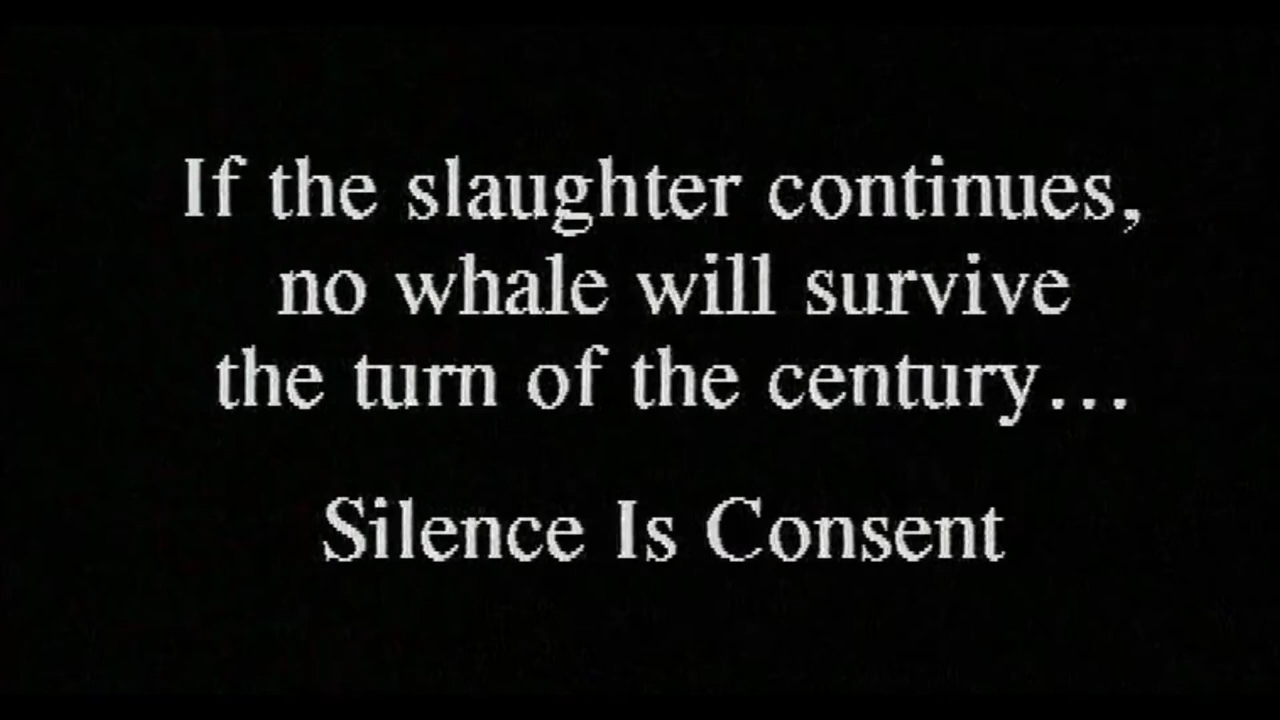 If the slaughter continues,
no whale will survive
the turn of the century...
Silence Is Consent